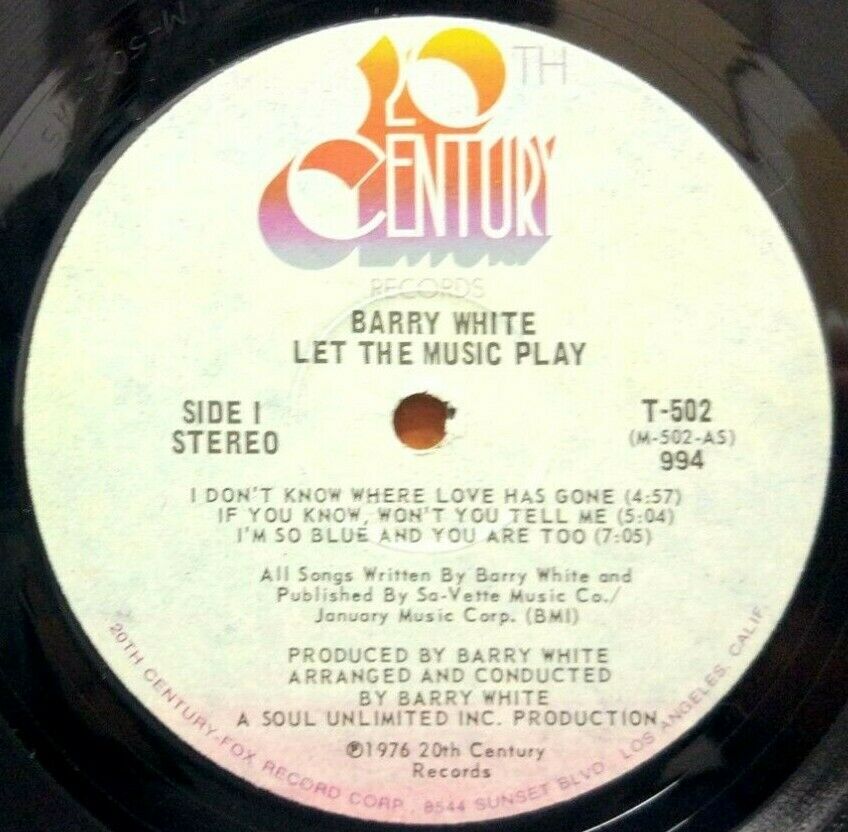 20TH
CENTURY
RECORDS
BARRY WHITE
LET THE MUSIC PLAY
SIDE I
STEREO
T-502
(M-502-AS)
994
I DON'T KNOW WHERE LOVE HAS GONE (4:57)
IF YOU KNOW, WON'T YOU TELL ME (5:04)
I'M SO BLUE AND YOU ARE TOO (7:05)
All Songs Written By Barry White and
Published By Sa-Vette Music Co./
January Music Corp. (BMI)
PRODUCED BY BARRY WHITE
ARRANGED AND CONDUCTED
BY BARRY WHITE
A SOUL UNLIMITED INC. PRODUCTION
℗1976 20th Century
Records
20TH CENTURY-FOX RECORD CORP. 8544 SUNSET BLVD. LOS ANGELES, CALIF.